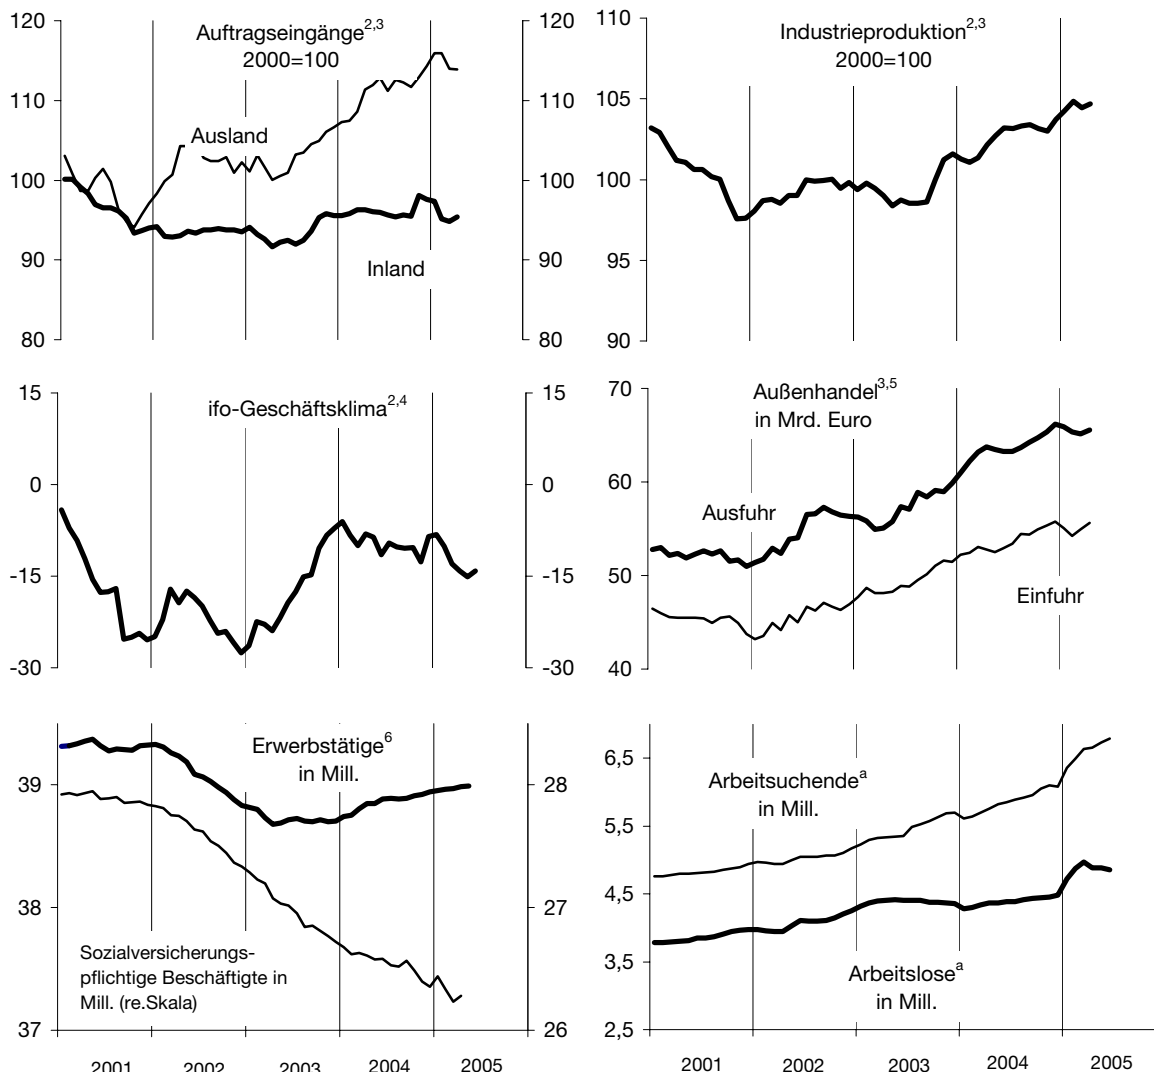 Auftragseingänge2,3
2000=100
120
110
100
90
80
120
110
100
90
80
Ausland
Inland
Industrieproduktion2,3
2000=100
110
105
100
95
90
ifo-Geschäftsklima2,4
15
0
-15
-30
15
0
-15
-30
Außenhandel3,5
in Mrd. Euro
70
60
50
40
Ausfuhr
Einfuhr
Erwerbstätige6
in Mill.
39
38
37
28
27
26
Sozialversicherungs-
pflichtige Beschäftigte in
Mill. (re.Skala)
2001 2002 2003 2004 2005
Arbeitsuchendea
in Mill.
6,5
5,5
4,5
3,5
2,5
Arbeitslosea
in Mill.
2001 2002 2003 2004 2005